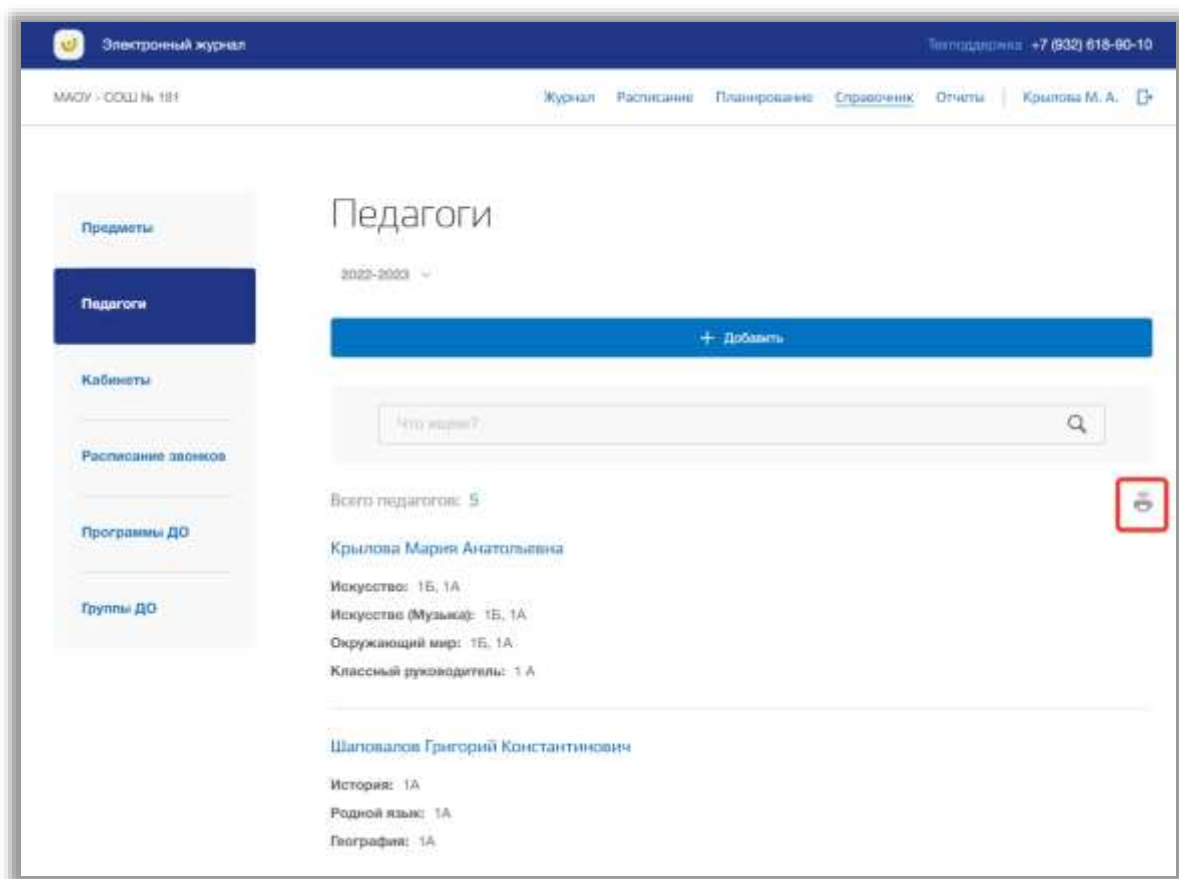 Электронный журнал
Техподдержка +7 (932) 618-90-10
МАОУ - СОШ № 181
Журнал Расписание Планирование Справочник Отчеты Крылова М. А.
Предметы
Педагоги
Кабинеты
Расписание звонков
Программы ДО
Группы ДО
Педагоги
2022-2023
+ Добавить
Что ищем?
Всего педагогов: 5
Крылова Мария Анатольевна
Искусство: 1Б, 1А
Искусство (Музыка): 1Б, 1А
Окружающий мир: 1Б, 1А
Классный руководитель: 1 А
Шаповалов Григорий Константинович
История: 1А
Родной язык: 1А
География: 1А